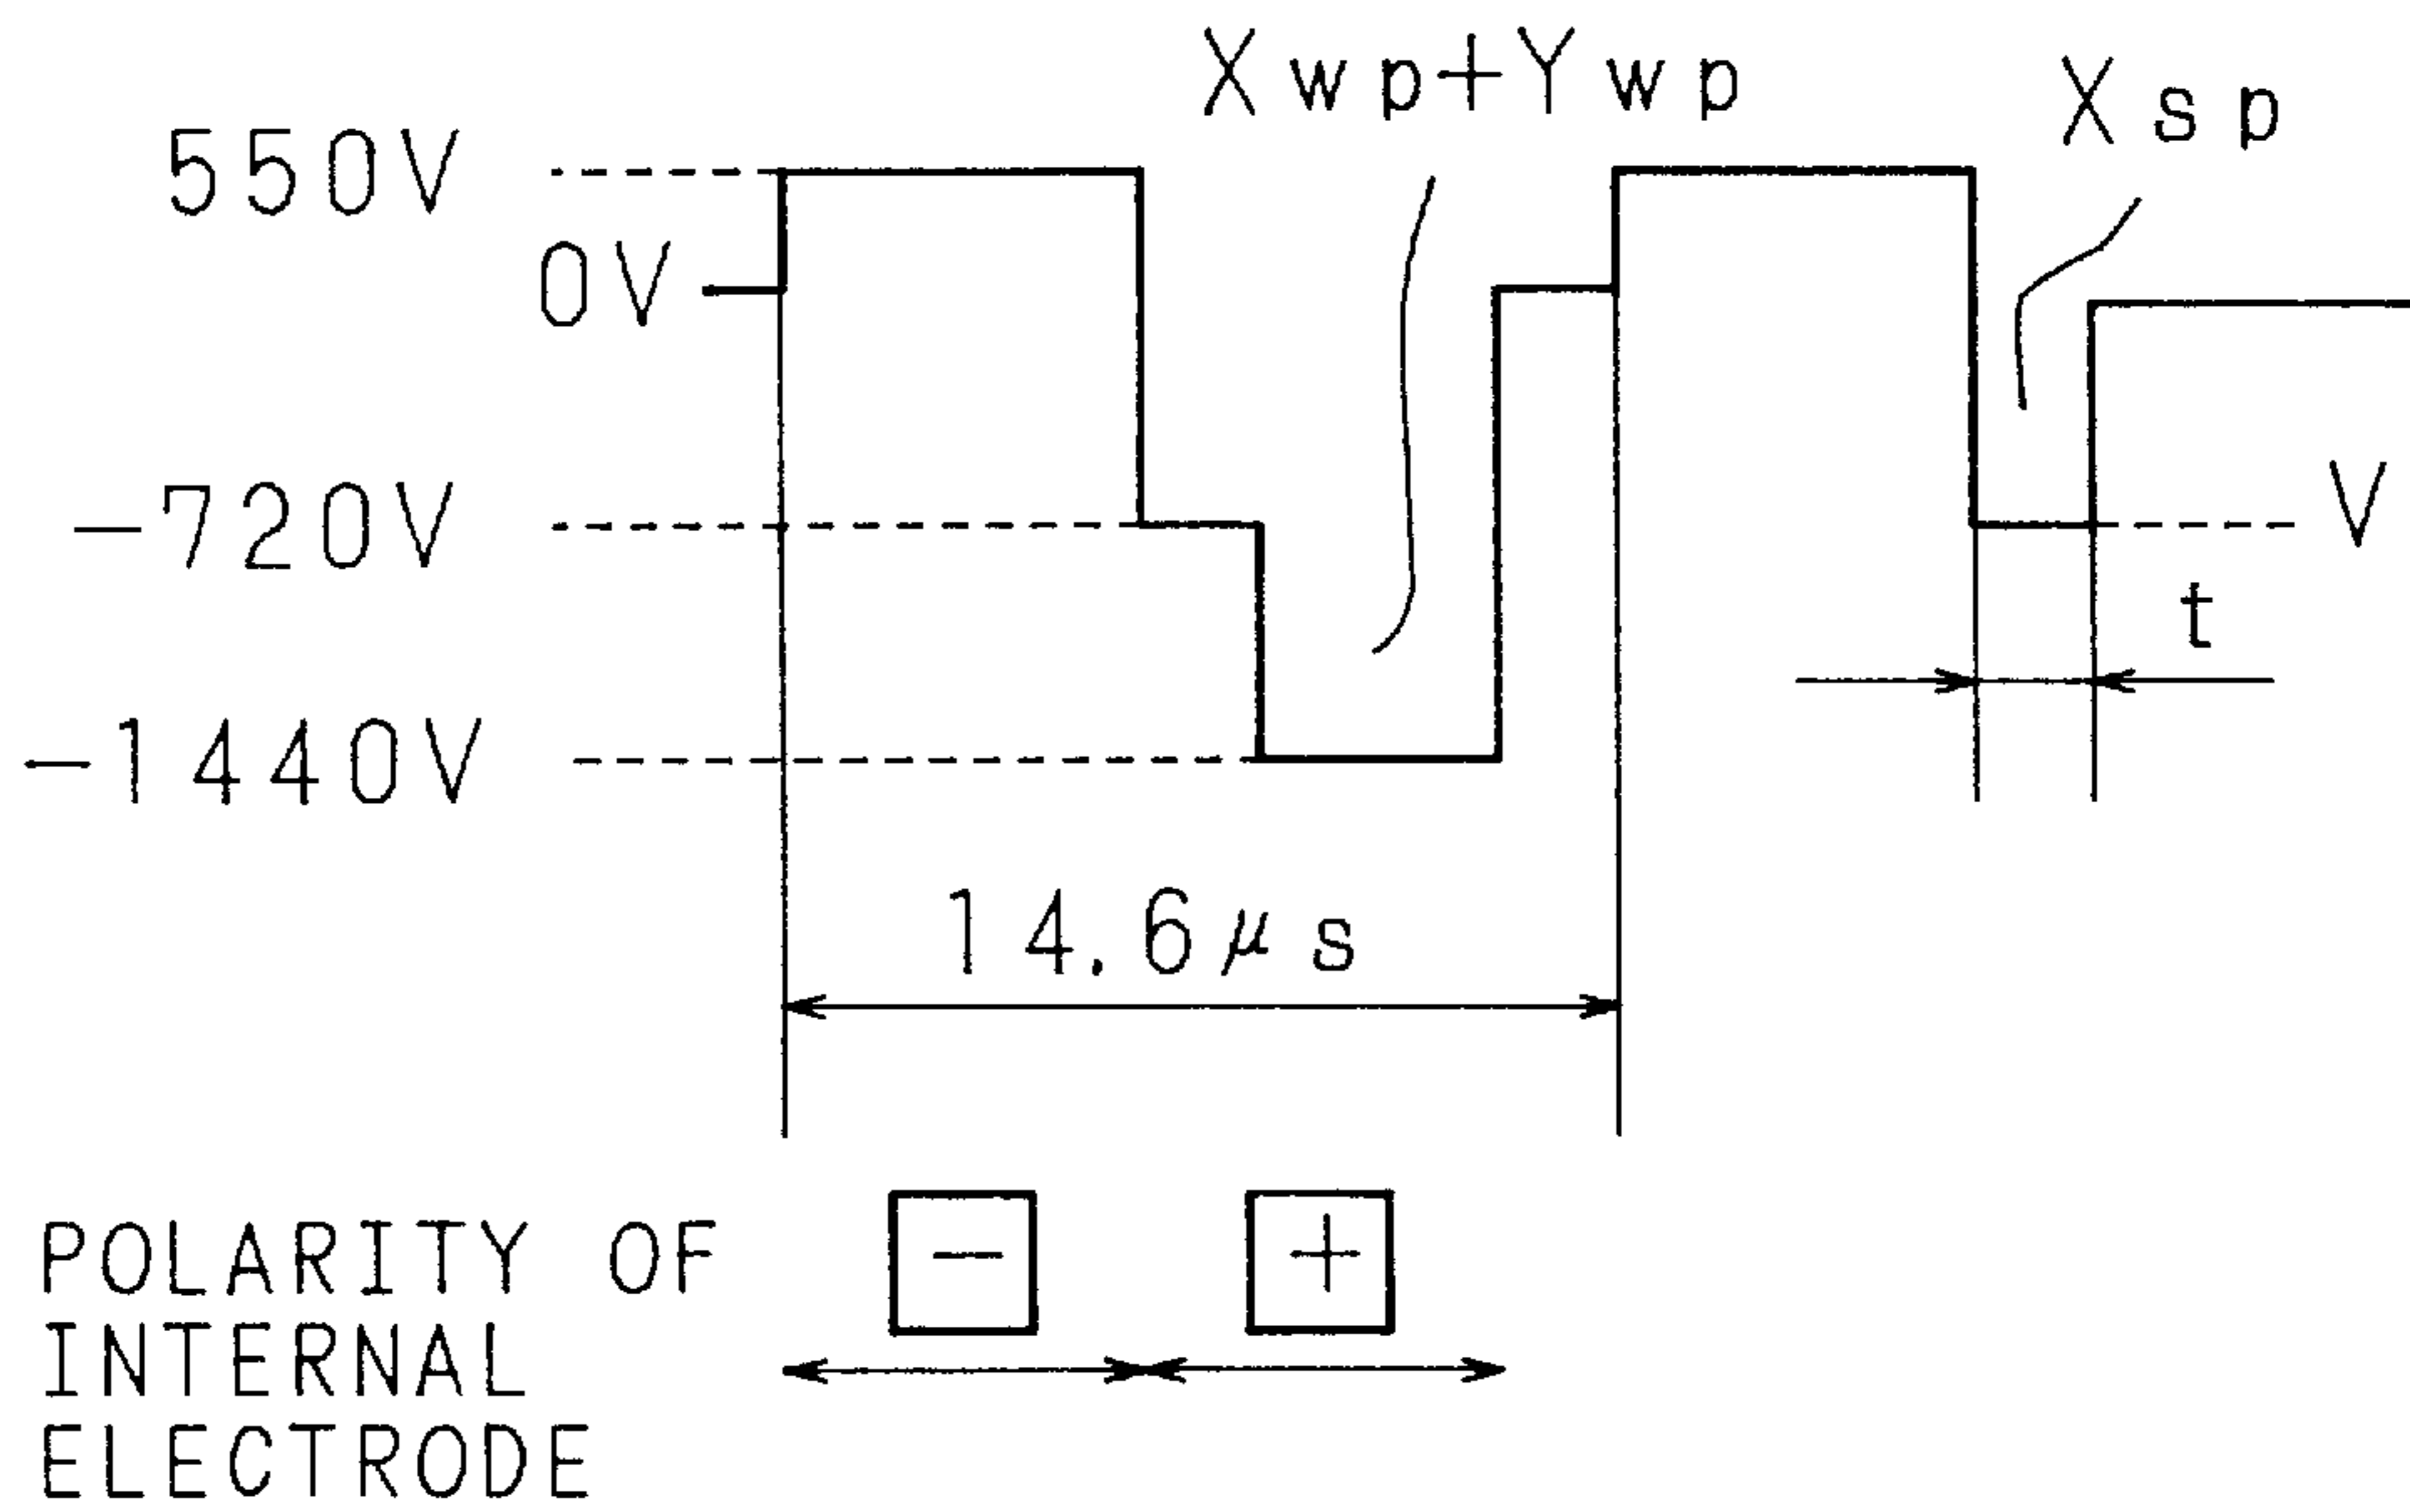 Xwp+Ywp
Xsp
550V
0V
-720V
V
t
-1440V
14.6μs
- +
POLARITY OF
INTERNAL
ELECTRODE